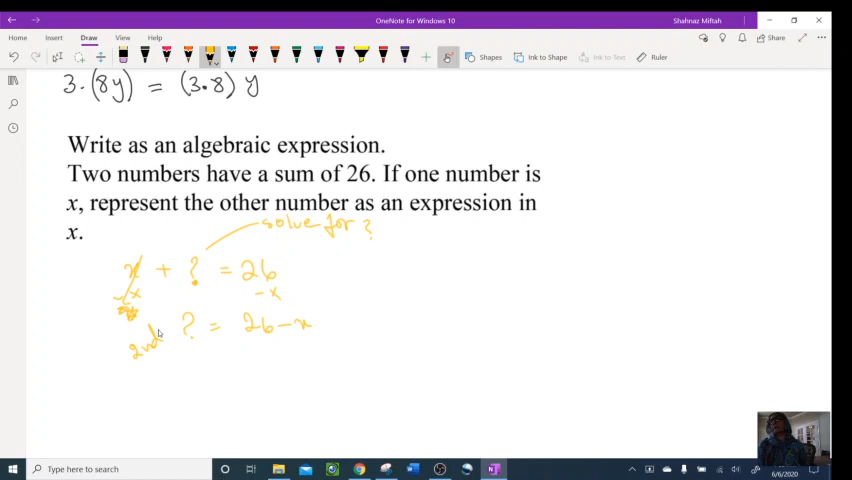 OneNote for Windows 10
Shahnaz Miftah
Home Insert Draw View Help
Share
Shapes Ink to Shape Ink to Text Ink to Math Ruler
3·(8y) = (3·8) y
Write as an algebraic expression.
Two numbers have a sum of 26. If one number is
x, represent the other number as an expression in
x.
solve for ?
x + ? = 26
-x -x
2nd ? = 26 - x
Type here to search
6/6/2020